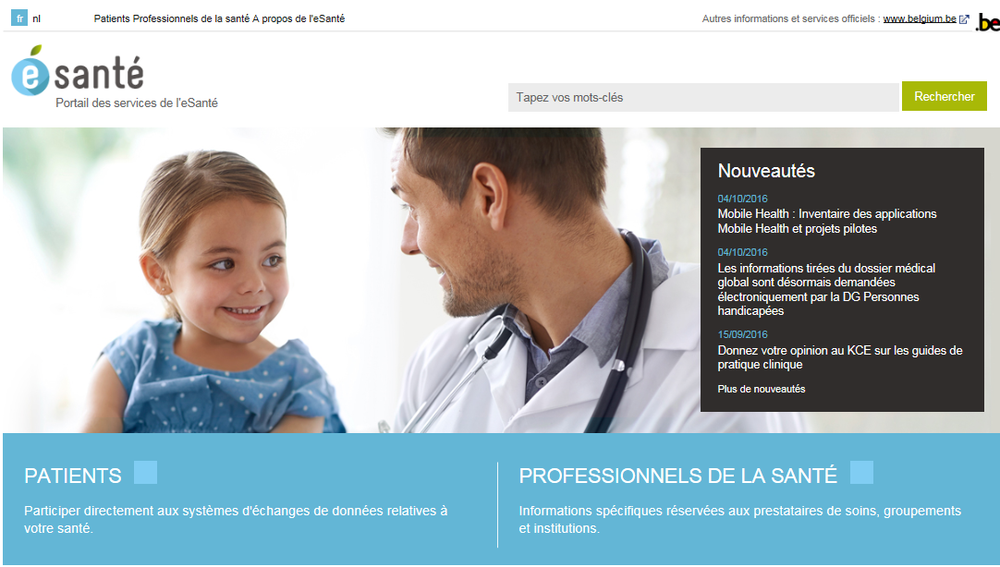 fr nl Patients Professionnels de la santé A propos de l'eSanté Autres informations et services officiels : www.belgium.be .be
e santé
Portail des services de l'eSanté
Tapez vos mots-clés Rechercher
Nouveautés
04/10/2016
Mobile Health : Inventaire des applications
Mobile Health et projets pilotes
04/10/2016
Les informations tirées du dossier médical
global sont désormais demandées
électroniquement par la DG Personnes
handicapées
15/09/2016
Donnez votre opinion au KCE sur les guides de
pratique clinique
Plus de nouveautés
PATIENTS
Participer directement aux systèmes d'échanges de données relatives à
votre santé.
PROFESSIONNELS DE LA SANTÉ
Informations spécifiques réservées aux prestataires de soins, groupements
et institutions.